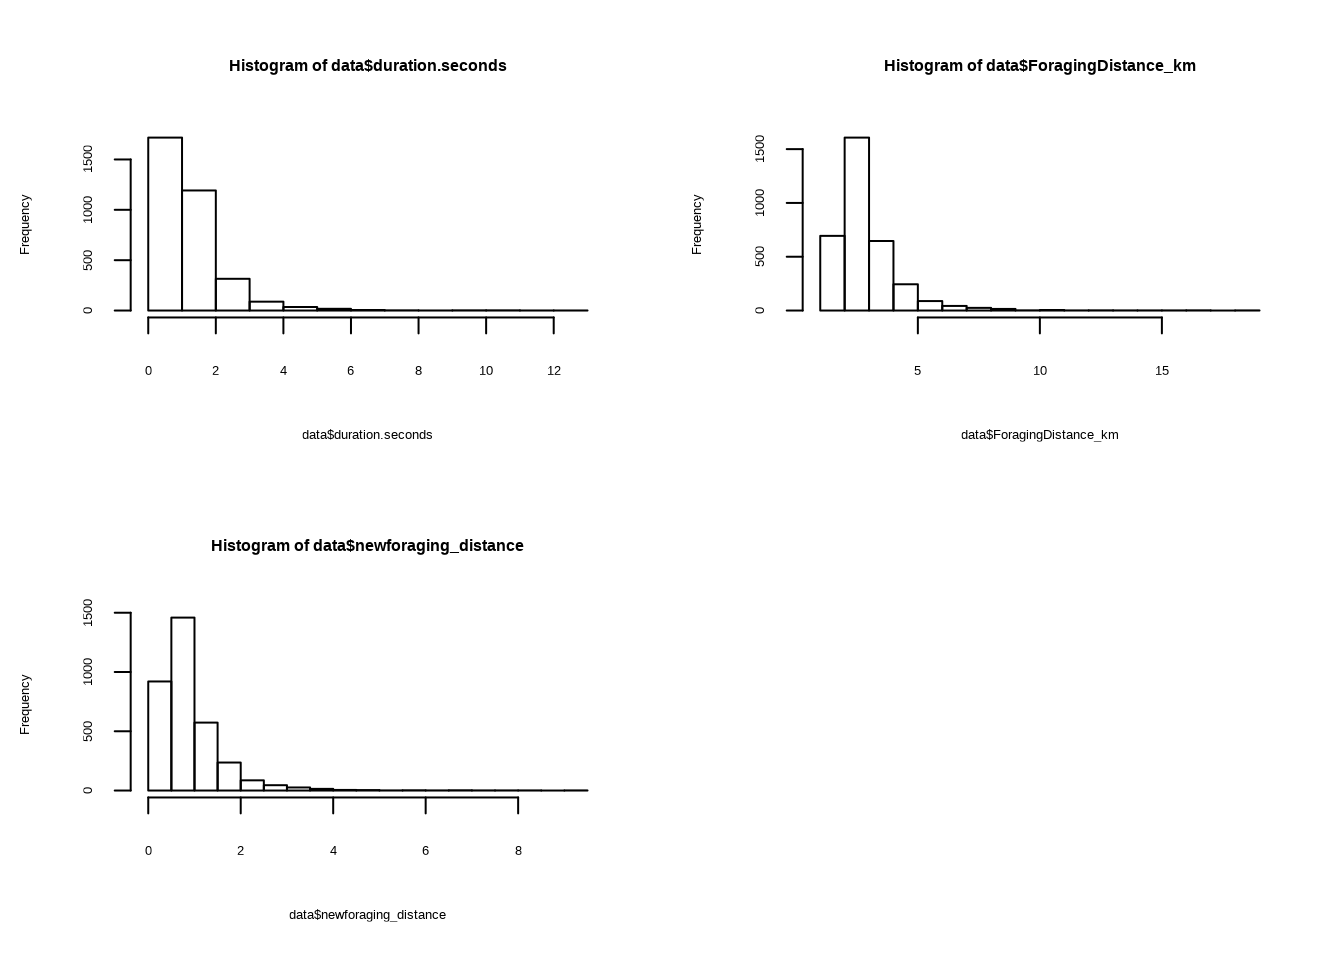 Histogram of data$duration.seconds
Frequency
1500
1000
500
0
0 2 4 6 8 10 12
data$duration.seconds
Histogram of data$ForagingDistance_km
Frequency
1500
1000
500
0
5 10 15
data$ForagingDistance_km
Histogram of data$newforaging_distance
Frequency
1500
1000
500
0
0 2 4 6 8
data$newforaging_distance